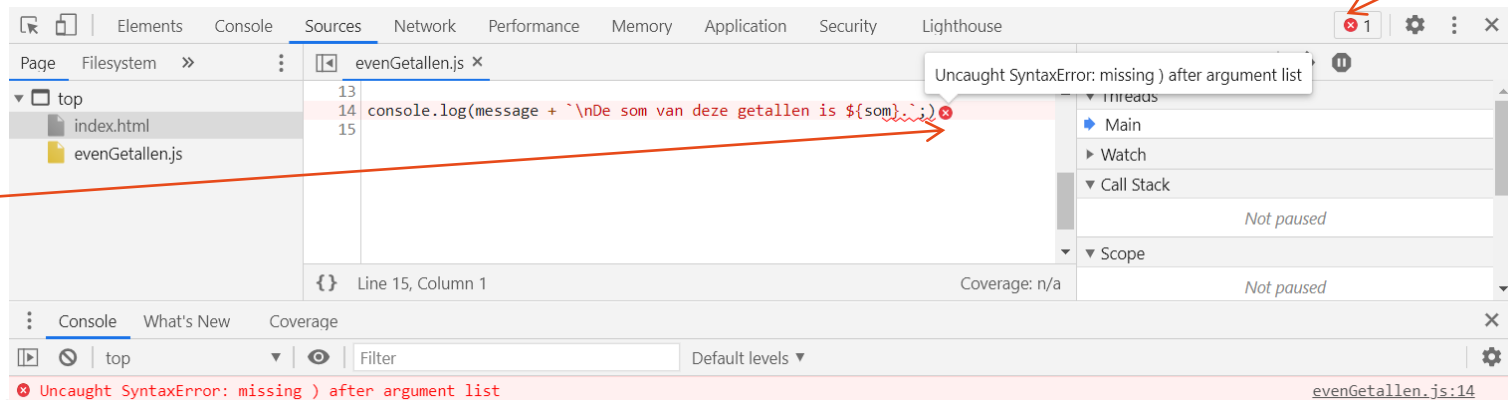 Elements Console Sources Network Performance Memory Application Security Lighthouse 1
Page Filesystem » evenGetallen.js ×
Uncaught SyntaxError: missing ) after argument list
top
index.html
evenGetallen.js
13
14 console.log(message + `\nDe som van deze getallen is ${som}.`;)
15
Threads
Main
Watch
Call Stack
Not paused
Scope
Not paused
{} Line 15, Column 1 Coverage: n/a
Console What's New Coverage
top Filter Default levels
Uncaught SyntaxError: missing ) after argument list evenGetallen.js:14